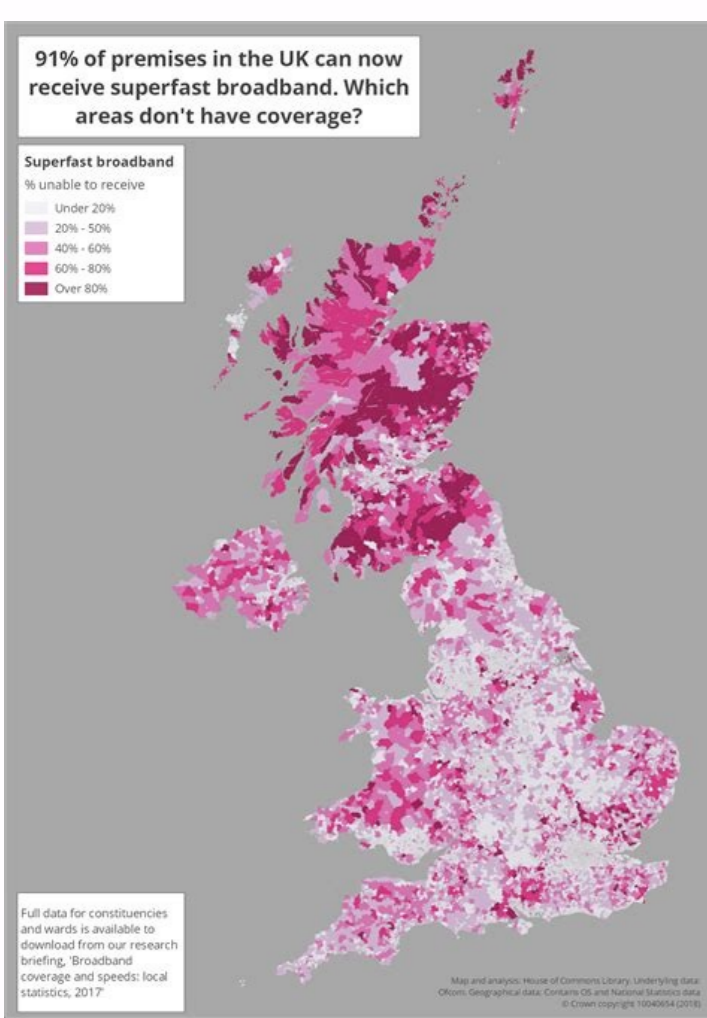 91% of premises in the UK can now
receive superfast broadband. Which
areas don't have coverage?
Superfast broadband
% unable to receive
Under 20%
20% - 50%
40% - 60%
60% - 80%
Over 80%
Full data for constituencies
and wards is available to
download from our research
briefing, 'Broadband
coverage and speeds: local
statistics, 2017'
Map and analysis: House of Commons Library. Underlying data:
Ofcom. Geographical data: Contains OS and National Statistics data
© Crown copyright 10040654 (2018)